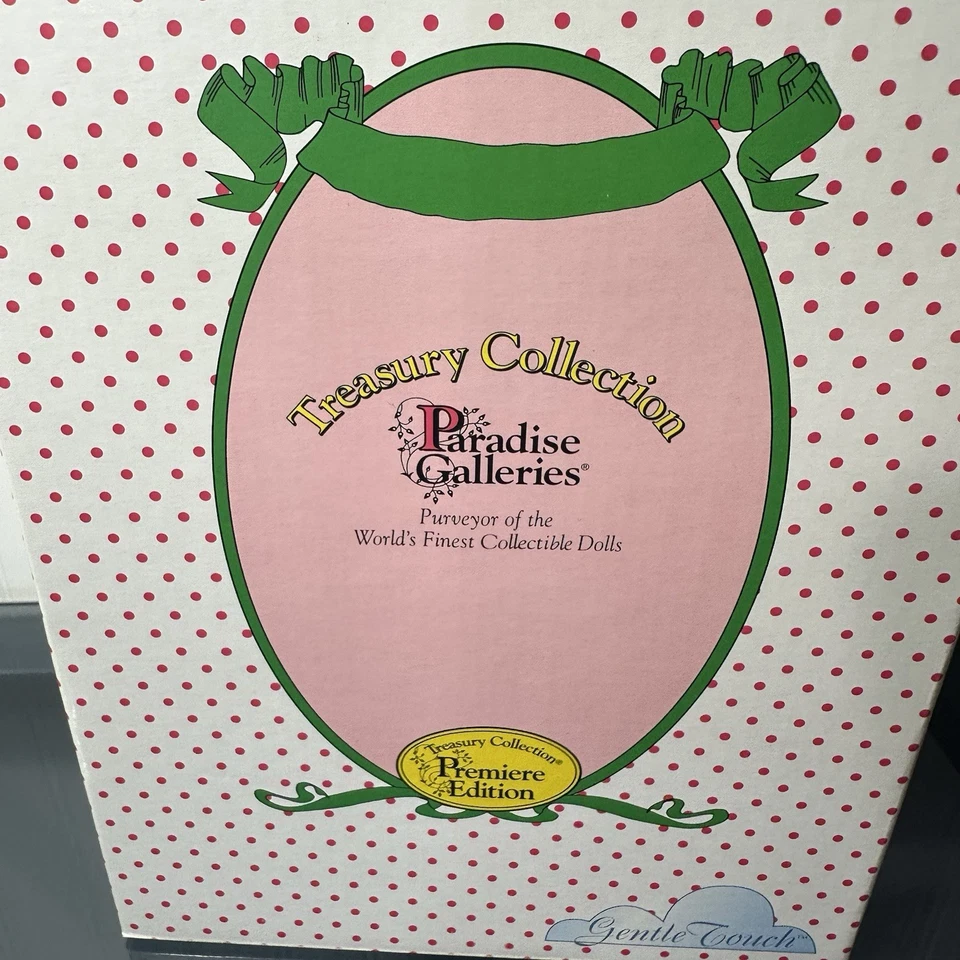 Treasury Collection
Paradise
Galleries®
Purveyor of the
World's Finest Collectible Dolls
Treasury Collection®
Premiere
Edition
Gentle Touch™